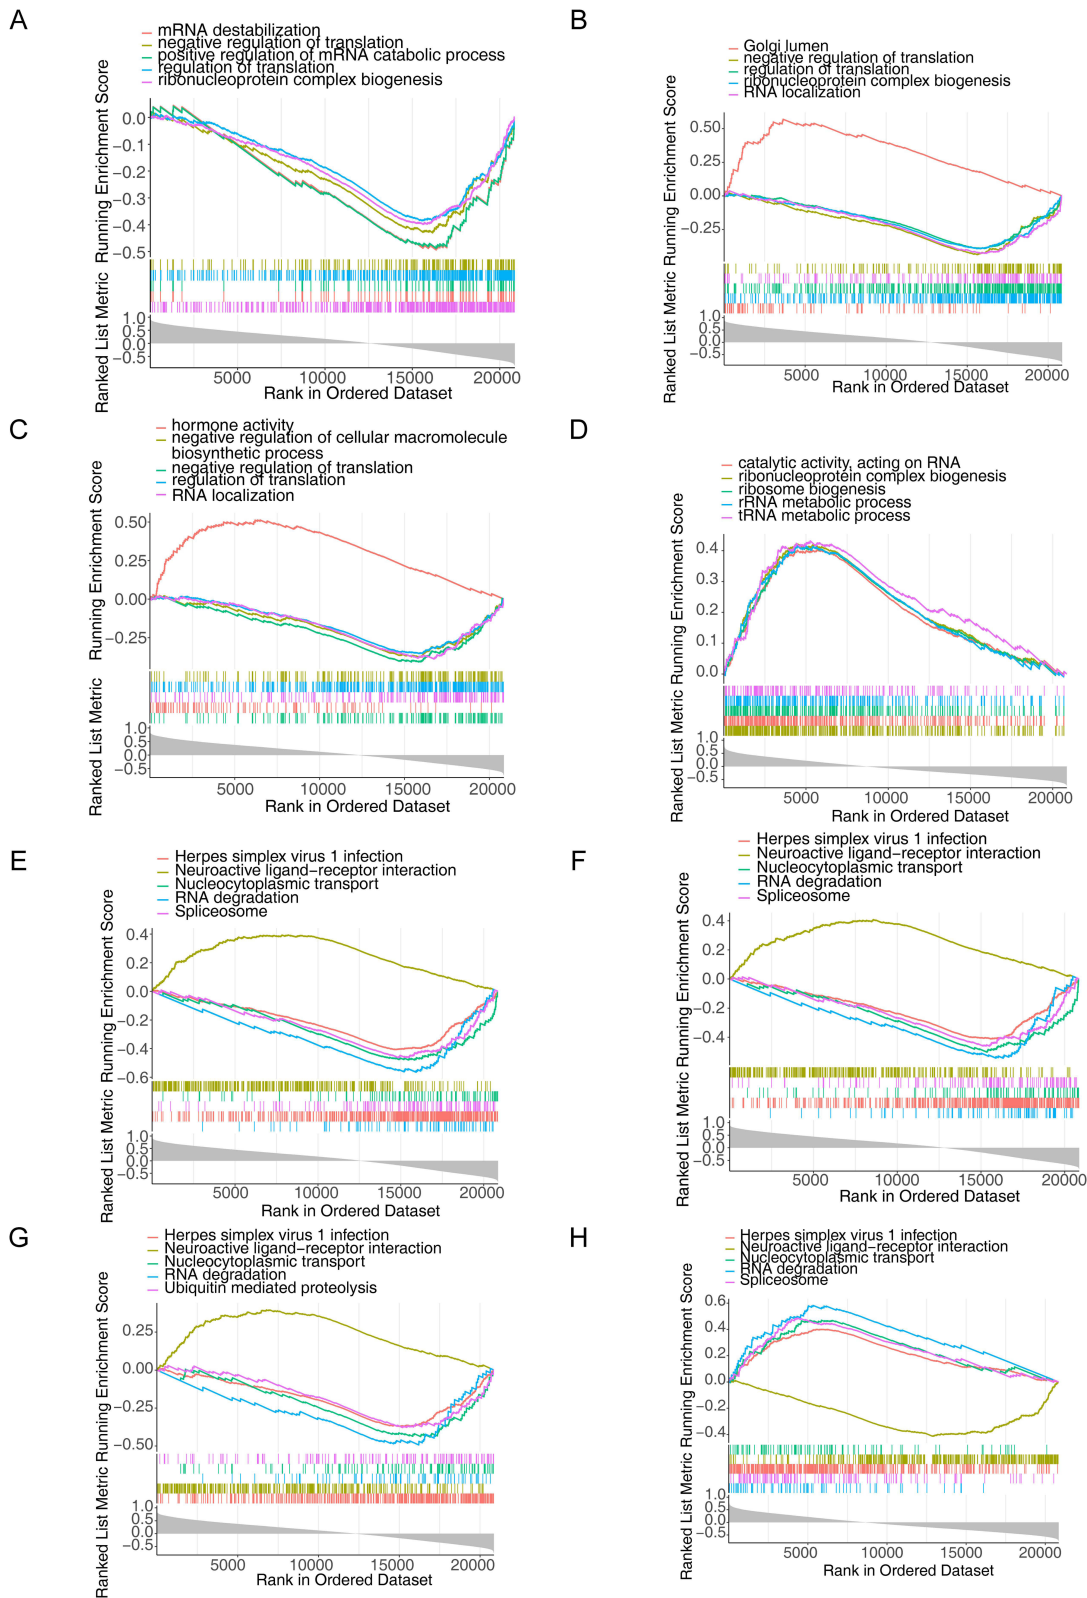 A
mRNA destabilization
negative regulation of translation
positive regulation of mRNA catabolic process
regulation of translation
ribonucleoprotein complex biogenesis
Running Enrichment Score
0.0
−0.1
−0.2
−0.3
−0.4
−0.5
Ranked List Metric
1.0
0.5
0.0
−0.5
5000 10000 15000 20000
Rank in Ordered Dataset
B
Golgi lumen
negative regulation of translation
regulation of translation
ribonucleoprotein complex biogenesis
RNA localization
Running Enrichment Score
0.50
0.25
0.00
−0.25
Ranked List Metric
1.0
0.5
0.0
−0.5
5000 10000 15000 20000
Rank in Ordered Dataset
C
hormone activity
negative regulation of cellular macromolecule
biosynthetic process
negative regulation of translation
regulation of translation
RNA localization
Running Enrichment Score
0.50
0.25
0.00
−0.25
Ranked List Metric
1.0
0.5
0.0
−0.5
5000 10000 15000 20000
Rank in Ordered Dataset
D
catalytic activity, acting on RNA
ribonucleoprotein complex biogenesis
ribosome biogenesis
rRNA metabolic process
tRNA metabolic process
Running Enrichment Score
0.4
0.3
0.2
0.1
0.0
Ranked List Metric
1.0
0.5
0.0
−0.5
5000 10000 15000 20000
Rank in Ordered Dataset
E
Herpes simplex virus 1 infection
Neuroactive ligand−receptor interaction
Nucleocytoplasmic transport
RNA degradation
Spliceosome
Running Enrichment Score
0.4
0.2
0.0
−0.2
−0.4
−0.6
Ranked List Metric
1.0
0.5
0.0
−0.5
5000 10000 15000 20000
Rank in Ordered Dataset
F
Herpes simplex virus 1 infection
Neuroactive ligand−receptor interaction
Nucleocytoplasmic transport
RNA degradation
Spliceosome
Running Enrichment Score
0.4
0.2
0.0
−0.2
−0.4
Ranked List Metric
1.0
0.5
0.0
−0.5
5000 10000 15000 20000
Rank in Ordered Dataset
G
Herpes simplex virus 1 infection
Neuroactive ligand−receptor interaction
Nucleocytoplasmic transport
RNA degradation
Ubiquitin mediated proteolysis
Running Enrichment Score
0.25
0.00
−0.25
−0.50
Ranked List Metric
1.0
0.5
0.0
−0.5
5000 10000 15000 20000
Rank in Ordered Dataset
H
Herpes simplex virus 1 infection
Neuroactive ligand−receptor interaction
Nucleocytoplasmic transport
RNA degradation
Spliceosome
Running Enrichment Score
0.6
0.4
0.2
0.0
−0.2
−0.4
Ranked List Metric
1.0
0.5
0.0
−0.5
5000 10000 15000 20000
Rank in Ordered Dataset